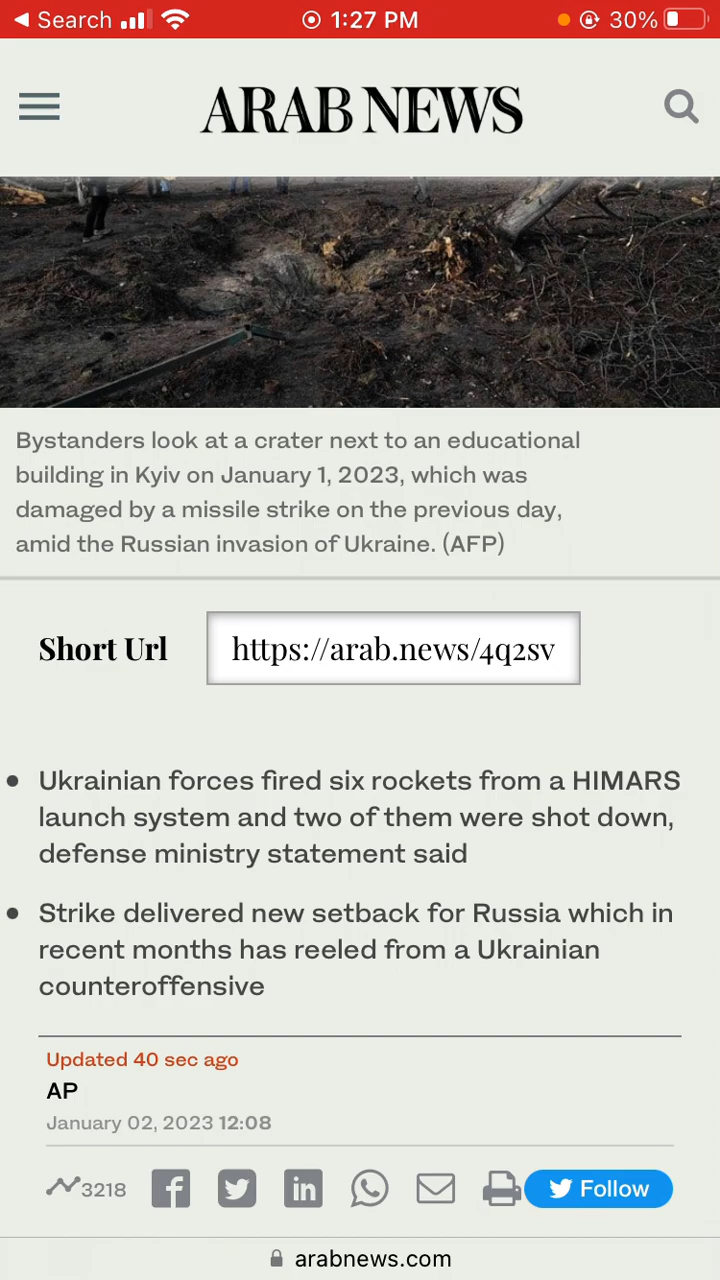 Search 1:27 PM 30%
ARAB NEWS
Bystanders look at a crater next to an educational
building in Kyiv on January 1, 2023, which was
damaged by a missile strike on the previous day,
amid the Russian invasion of Ukraine. (AFP)
Short Url https://arab.news/4q2sv
Ukrainian forces fired six rockets from a HIMARS
launch system and two of them were shot down,
defense ministry statement said
Strike delivered new setback for Russia which in
recent months has reeled from a Ukrainian
counteroffensive
Updated 40 sec ago
AP
January 02, 2023 12:08
3218 Follow
arabnews.com